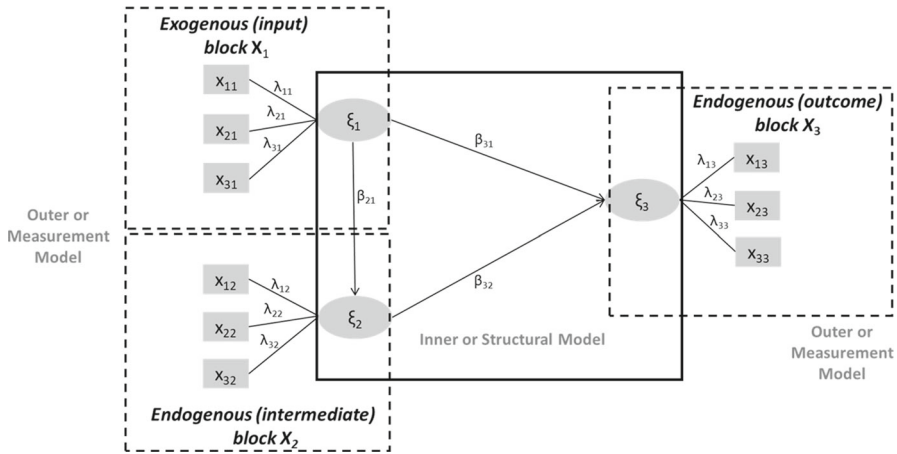 Exogenous (input)
block X₁
x₁₁
λ₁₁
x₂₁
λ₂₁
x₃₁
λ₃₁
ξ₁
β₃₁
β₂₁
Outer or
Measurement
Model
x₁₂
λ₁₂
x₂₂
λ₂₂
x₃₂
λ₃₂
ξ₂
β₃₂
Endogenous (intermediate)
block X₂
Inner or Structural Model
Endogenous (outcome)
block X₃
ξ₃
λ₁₃
x₁₃
λ₂₃
x₂₃
λ₃₃
x₃₃
Outer or
Measurement
Model